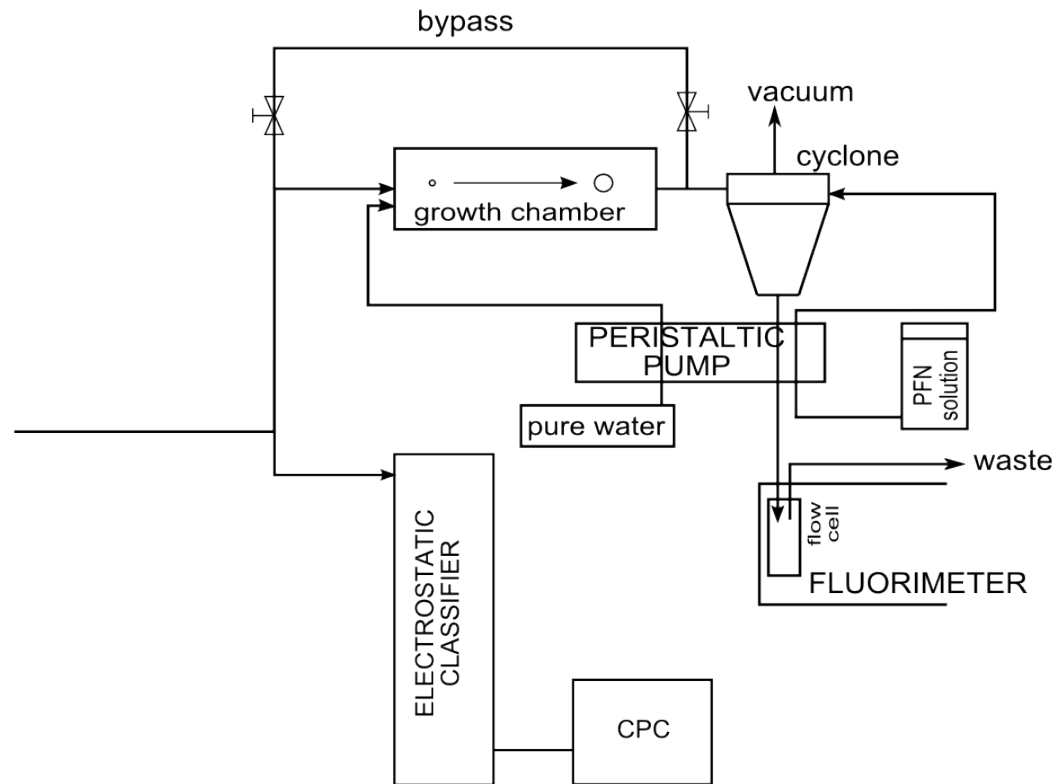 bypass
vacuum
cyclone
growth chamber
PERISTALTIC
PUMP
PFN
solution
pure water
waste
flow
cell
FLUORIMETER
ELECTROSTATIC
CLASSIFIER
CPC